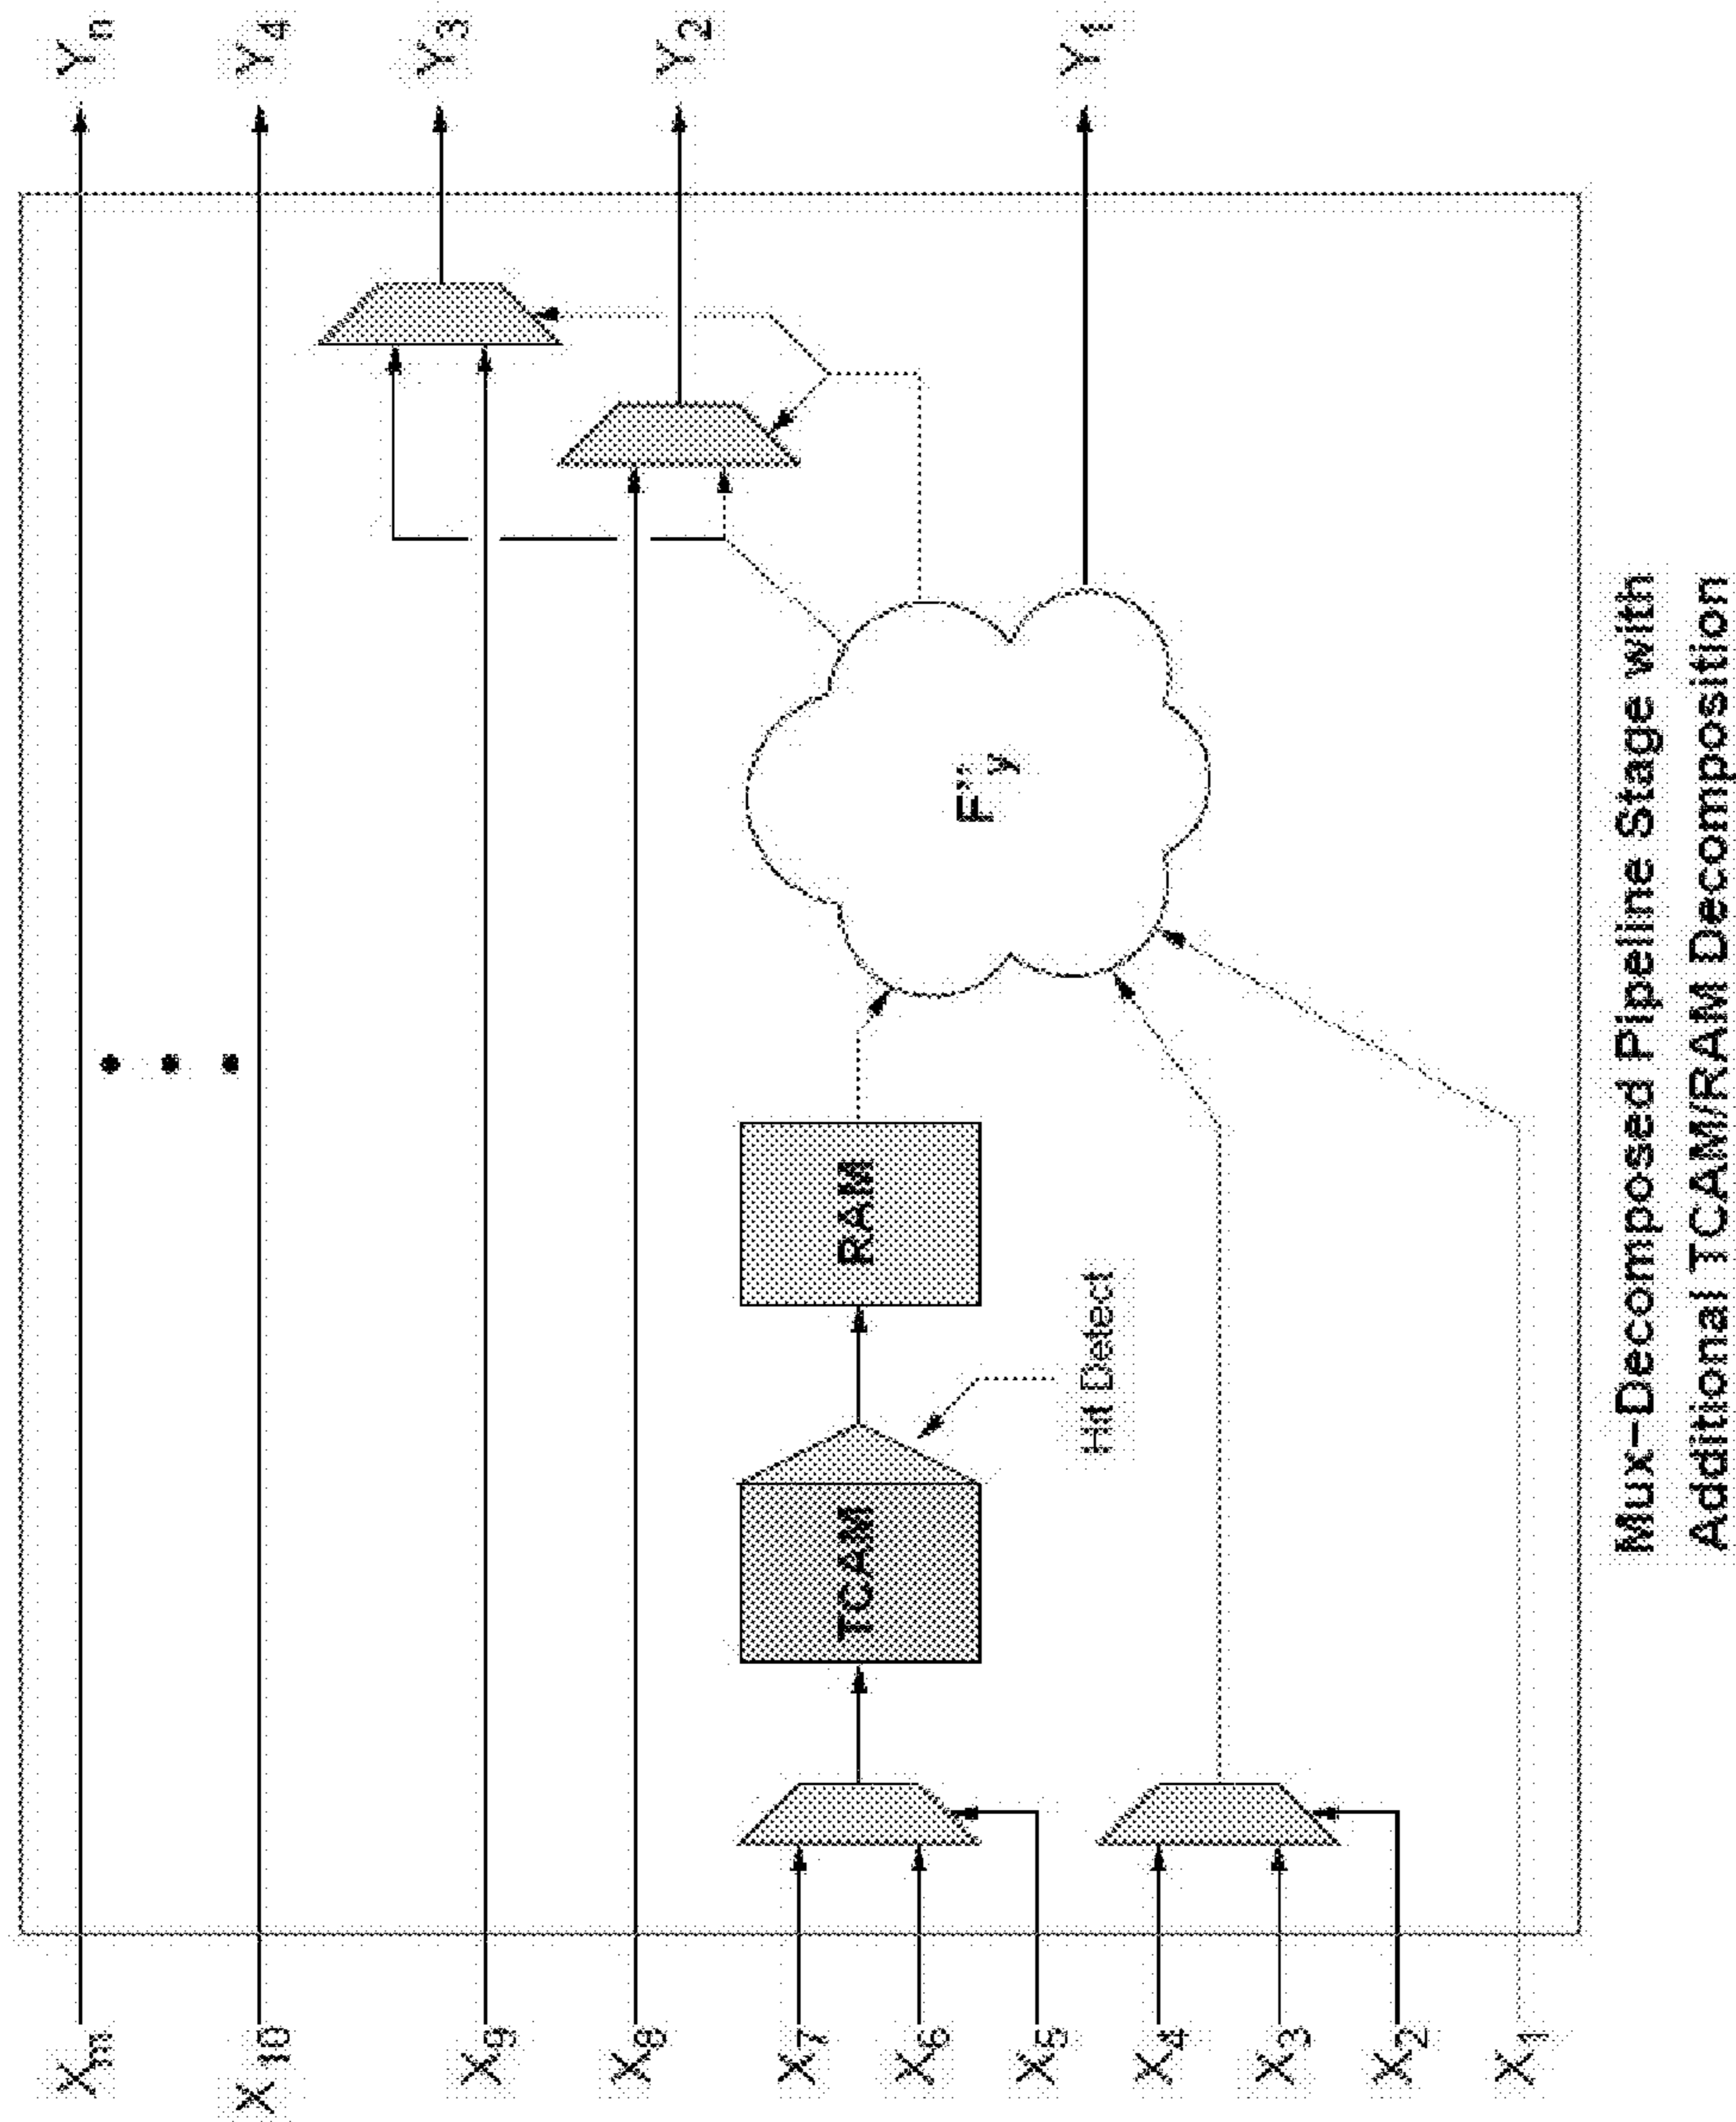 Xm
X10
X9
X8
X7
X6
X5
X4
X3
X2
X1
TCAM
Hit Detect
RAM
F''y
Yn
Y4
Y3
Y2
Y1
Mux-Decomposed Pipeline Stage with
Additional TCAM/RAM Decomposition